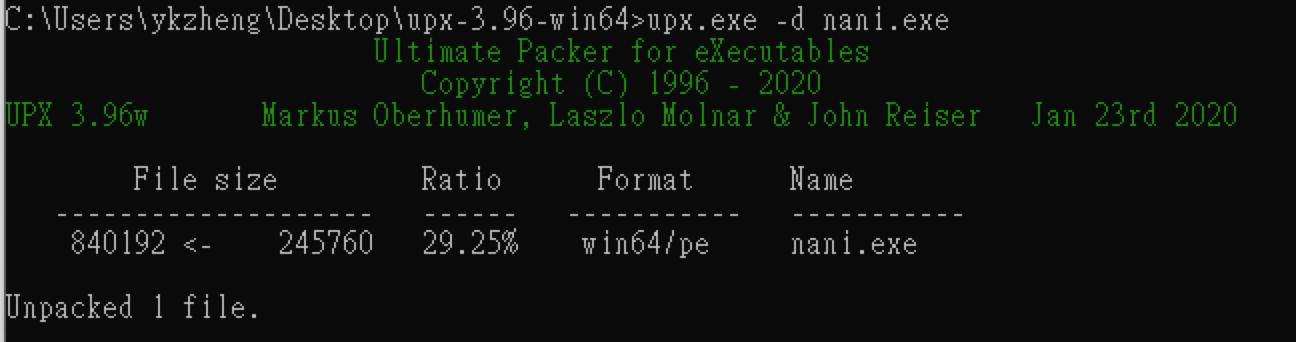 C:\Users\ykzheng\Desktop\upx-3.96-win64>upx.exe -d nani.exe
Ultimate Packer for eXecutables
Copyright (C) 1996 - 2020
UPX 3.96w Markus Oberhumer, Laszlo Molnar & John Reiser Jan 23rd 2020
File size Ratio Format Name
-------------------- ------ ----------- -----------
840192 <- 245760 29.25% win64/pe nani.exe
Unpacked 1 file.